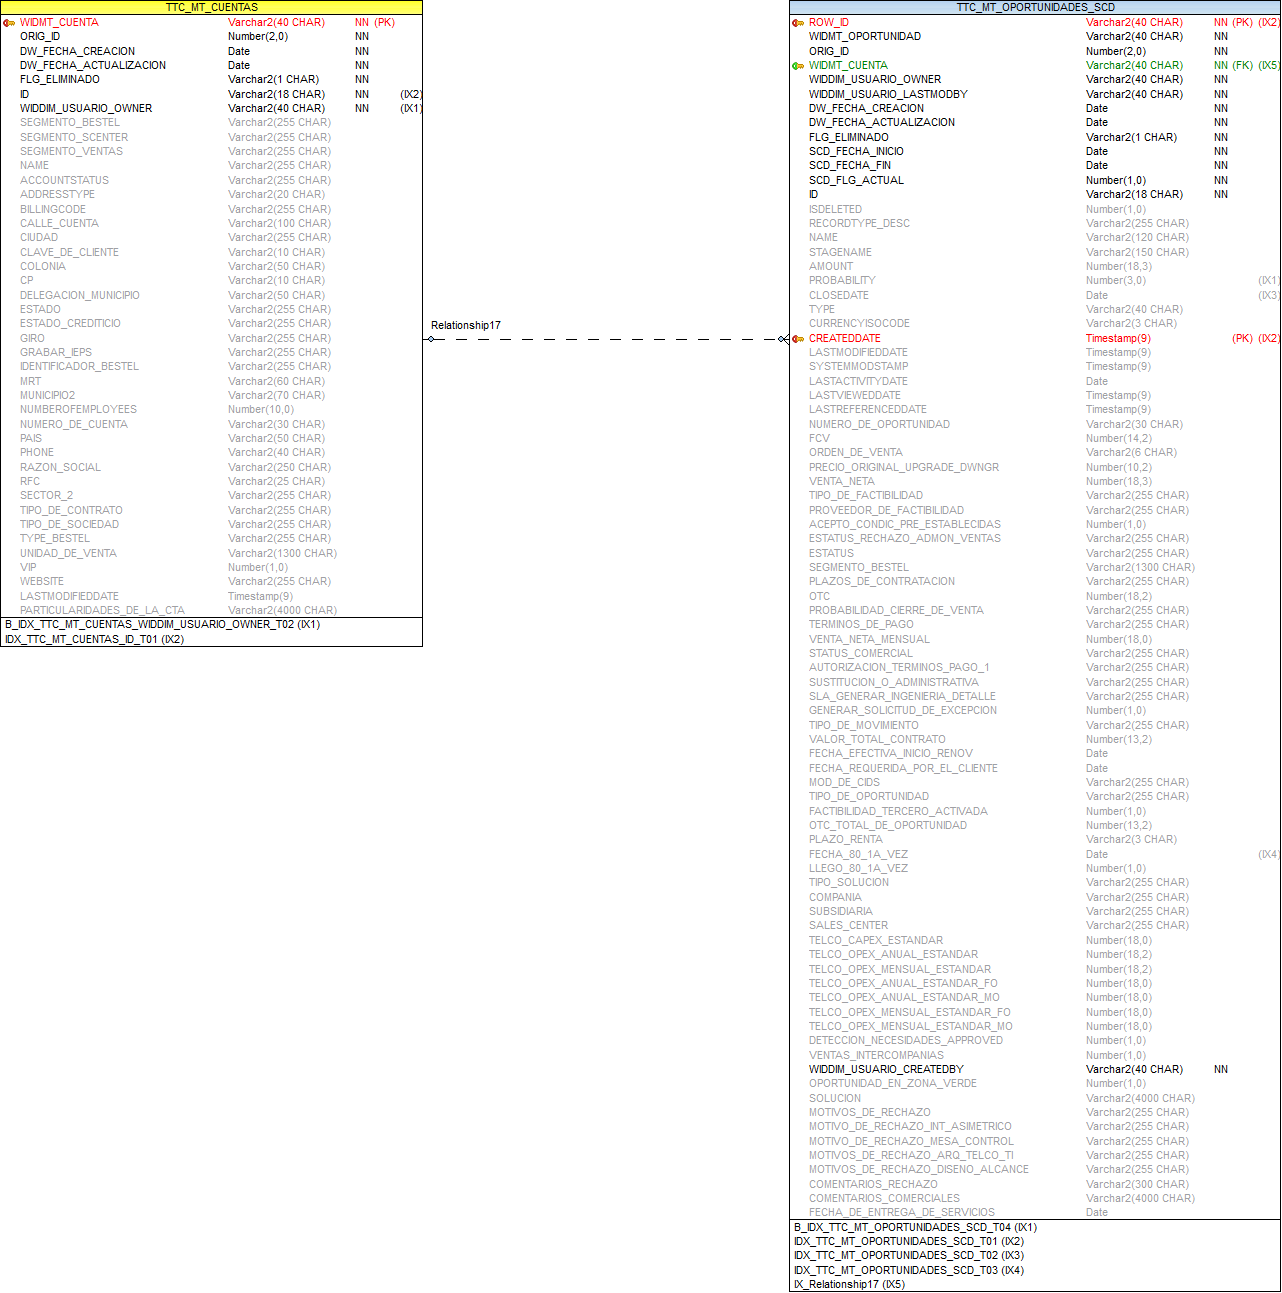 TTC_MT_CUENTAS
WIDMT_CUENTA Varchar2(40 CHAR) NN (PK)
ORIG_ID Number(2,0) NN
DW_FECHA_CREACION Date NN
DW_FECHA_ACTUALIZACION Date NN
FLG_ELIMINADO Varchar2(1 CHAR) NN
ID Varchar2(18 CHAR) NN (IX2)
WIDDIM_USUARIO_OWNER Varchar2(40 CHAR) NN (IX1)
SEGMENTO_BESTEL Varchar2(255 CHAR)
SEGMENTO_SCENTER Varchar2(255 CHAR)
SEGMENTO_VENTAS Varchar2(255 CHAR)
NAME Varchar2(255 CHAR)
ACCOUNTSTATUS Varchar2(255 CHAR)
ADDRESSTYPE Varchar2(20 CHAR)
BILLINGCODE Varchar2(255 CHAR)
CALLE_CUENTA Varchar2(100 CHAR)
CIUDAD Varchar2(255 CHAR)
CLAVE_DE_CLIENTE Varchar2(10 CHAR)
COLONIA Varchar2(50 CHAR)
CP Varchar2(10 CHAR)
DELEGACION_MUNICIPIO Varchar2(50 CHAR)
ESTADO Varchar2(255 CHAR)
ESTADO_CREDITICIO Varchar2(255 CHAR)
GIRO Varchar2(255 CHAR)
GRABAR_IEPS Varchar2(255 CHAR)
IDENTIFICADOR_BESTEL Varchar2(255 CHAR)
MRT Varchar2(60 CHAR)
MUNICIPIO2 Varchar2(70 CHAR)
NUMBEROFEMPLOYEES Number(10,0)
NUMERO_DE_CUENTA Varchar2(30 CHAR)
PAIS Varchar2(50 CHAR)
PHONE Varchar2(40 CHAR)
RAZON_SOCIAL Varchar2(250 CHAR)
RFC Varchar2(25 CHAR)
SECTOR_2 Varchar2(255 CHAR)
TIPO_DE_CONTRATO Varchar2(255 CHAR)
TIPO_DE_SOCIEDAD Varchar2(255 CHAR)
TYPE_BESTEL Varchar2(255 CHAR)
UNIDAD_DE_VENTA Varchar2(1300 CHAR)
VIP Number(1,0)
WEBSITE Varchar2(255 CHAR)
LASTMODIFIEDDATE Timestamp(9)
PARTICULARIDADES_DE_LA_CTA Varchar2(4000 CHAR)
B_IDX_TTC_MT_CUENTAS_WIDDIM_USUARIO_OWNER_T02 (IX1)
IDX_TTC_MT_CUENTAS_ID_T01 (IX2)
Relationship17
TTC_MT_OPORTUNIDADES_SCD
ROW_ID Varchar2(40 CHAR) NN (PK) (IX2)
WIDMT_OPORTUNIDAD Varchar2(40 CHAR) NN
ORIG_ID Number(2,0) NN
WIDMT_CUENTA Varchar2(40 CHAR) NN (FK) (IX5)
WIDDIM_USUARIO_OWNER Varchar2(40 CHAR) NN
WIDDIM_USUARIO_LASTMODBY Varchar2(40 CHAR) NN
DW_FECHA_CREACION Date NN
DW_FECHA_ACTUALIZACION Date NN
FLG_ELIMINADO Varchar2(1 CHAR) NN
SCD_FECHA_INICIO Date NN
SCD_FECHA_FIN Date NN
SCD_FLG_ACTUAL Number(1,0) NN
ID Varchar2(18 CHAR) NN
ISDELETED Number(1,0)
RECORDTYPE_DESC Varchar2(255 CHAR)
NAME Varchar2(120 CHAR)
STAGENAME Varchar2(150 CHAR)
AMOUNT Number(18,3)
PROBABILITY Number(3,0) (IX1)
CLOSEDATE Date (IX3)
TYPE Varchar2(40 CHAR)
CURRENCYISOCODE Varchar2(3 CHAR)
CREATEDDATE Timestamp(9) (PK) (IX2)
LASTMODIFIEDDATE Timestamp(9)
SYSTEMMODSTAMP Timestamp(9)
LASTACTIVITYDATE Date
LASTVIEWEDDATE Timestamp(9)
LASTREFERENCEDDATE Timestamp(9)
NUMERO_DE_OPORTUNIDAD Varchar2(30 CHAR)
FCV Number(14,2)
ORDEN_DE_VENTA Varchar2(6 CHAR)
PRECIO_ORIGINAL_UPGRADE_DWNGR Number(10,2)
VENTA_NETA Number(18,3)
TIPO_DE_FACTIBILIDAD Varchar2(255 CHAR)
PROVEEDOR_DE_FACTIBILIDAD Varchar2(255 CHAR)
ACEPTO_CONDIC_PRE_ESTABLECIDAS Number(1,0)
ESTATUS_RECHAZO_ADMON_VENTAS Varchar2(255 CHAR)
ESTATUS Varchar2(255 CHAR)
SEGMENTO_BESTEL Varchar2(1300 CHAR)
PLAZOS_DE_CONTRATACION Varchar2(255 CHAR)
OTC Number(18,2)
PROBABILIDAD_CIERRE_DE_VENTA Varchar2(255 CHAR)
TERMINOS_DE_PAGO Varchar2(255 CHAR)
VENTA_NETA_MENSUAL Number(18,0)
STATUS_COMERCIAL Varchar2(255 CHAR)
AUTORIZACION_TERMINOS_PAGO_1 Varchar2(255 CHAR)
SUSTITUCION_O_ADMINISTRATIVA Varchar2(255 CHAR)
SLA_GENERAR_INGENIERIA_DETALLE Varchar2(255 CHAR)
GENERAR_SOLICITUD_DE_EXCEPCION Number(1,0)
TIPO_DE_MOVIMIENTO Varchar2(255 CHAR)
VALOR_TOTAL_CONTRATO Number(13,2)
FECHA_EFECTIVA_INICIO_RENOV Date
FECHA_REQUERIDA_POR_EL_CLIENTE Date
MOD_DE_CIDS Varchar2(255 CHAR)
TIPO_DE_OPORTUNIDAD Varchar2(255 CHAR)
FACTIBILIDAD_TERCERO_ACTIVADA Number(1,0)
OTC_TOTAL_DE_OPORTUNIDAD Number(13,2)
PLAZO_RENTA Varchar2(3 CHAR)
FECHA_80_1A_VEZ Date (IX4)
LLEGO_80_1A_VEZ Number(1,0)
TIPO_SOLUCION Varchar2(255 CHAR)
COMPANIA Varchar2(255 CHAR)
SUBSIDIARIA Varchar2(255 CHAR)
SALES_CENTER Varchar2(255 CHAR)
TELCO_CAPEX_ESTANDAR Number(18,0)
TELCO_OPEX_ANUAL_ESTANDAR Number(18,2)
TELCO_OPEX_MENSUAL_ESTANDAR Number(18,2)
TELCO_OPEX_ANUAL_ESTANDAR_FO Number(18,0)
TELCO_OPEX_ANUAL_ESTANDAR_MO Number(18,0)
TELCO_OPEX_MENSUAL_ESTANDAR_FO Number(18,0)
TELCO_OPEX_MENSUAL_ESTANDAR_MO Number(18,0)
DETECCION_NECESIDADES_APPROVED Number(1,0)
VENTAS_INTERCOMPANIAS Number(1,0)
WIDDIM_USUARIO_CREATEDBY Varchar2(40 CHAR) NN
OPORTUNIDAD_EN_ZONA_VERDE Number(1,0)
SOLUCION Varchar2(4000 CHAR)
MOTIVOS_DE_RECHAZO Varchar2(255 CHAR)
MOTIVO_DE_RECHAZO_INT_ASIMETRICO Varchar2(255 CHAR)
MOTIVO_DE_RECHAZO_MESA_CONTROL Varchar2(255 CHAR)
MOTIVOS_DE_RECHAZO_ARQ_TELCO_TI Varchar2(255 CHAR)
MOTIVOS_DE_RECHAZO_DISENO_ALCANCE Varchar2(255 CHAR)
COMENTARIOS_RECHAZO Varchar2(300 CHAR)
COMENTARIOS_COMERCIALES Varchar2(4000 CHAR)
FECHA_DE_ENTREGA_DE_SERVICIOS Date
B_IDX_TTC_MT_OPORTUNIDADES_SCD_T04 (IX1)
IDX_TTC_MT_OPORTUNIDADES_SCD_T01 (IX2)
IDX_TTC_MT_OPORTUNIDADES_SCD_T02 (IX3)
IDX_TTC_MT_OPORTUNIDADES_SCD_T03 (IX4)
IX_Relationship17 (IX5)